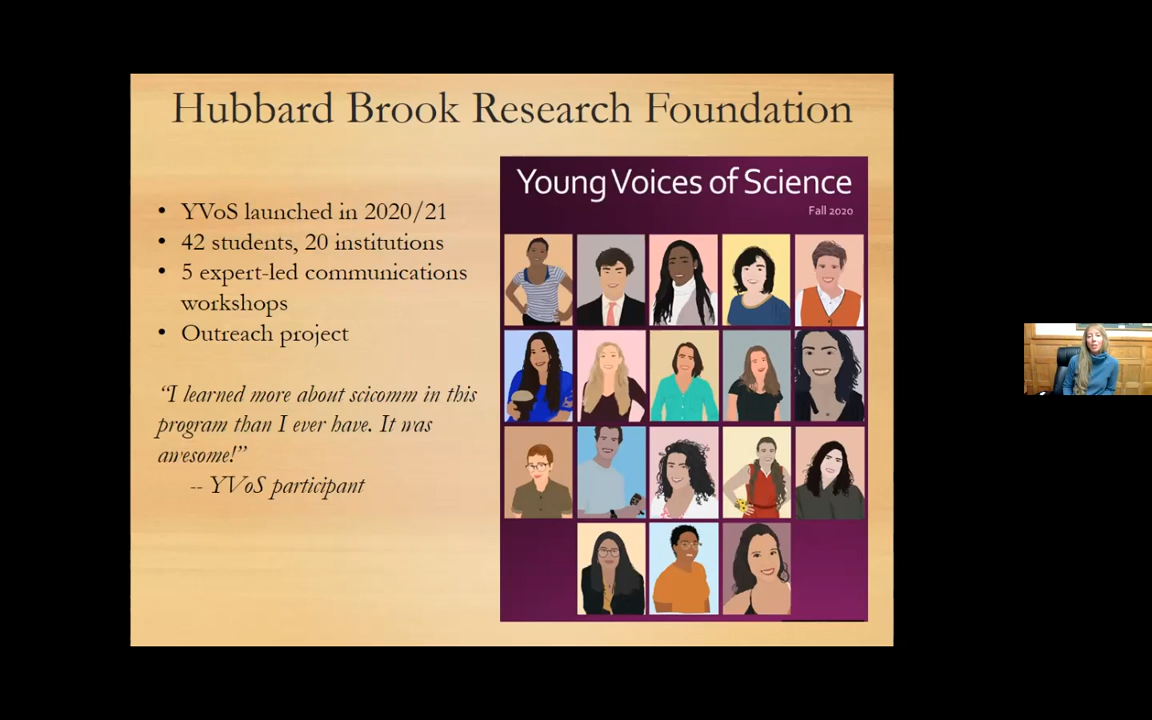 Hubbard Brook Research Foundation
Young Voices of Science
Fall 2020
• YVoS launched in 2020/21
• 42 students, 20 institutions
• 5 expert-led communications
workshops
• Outreach project
“I learned more about scicomm in this
program than I ever have. It was
awesome!”
-- YVoS participant